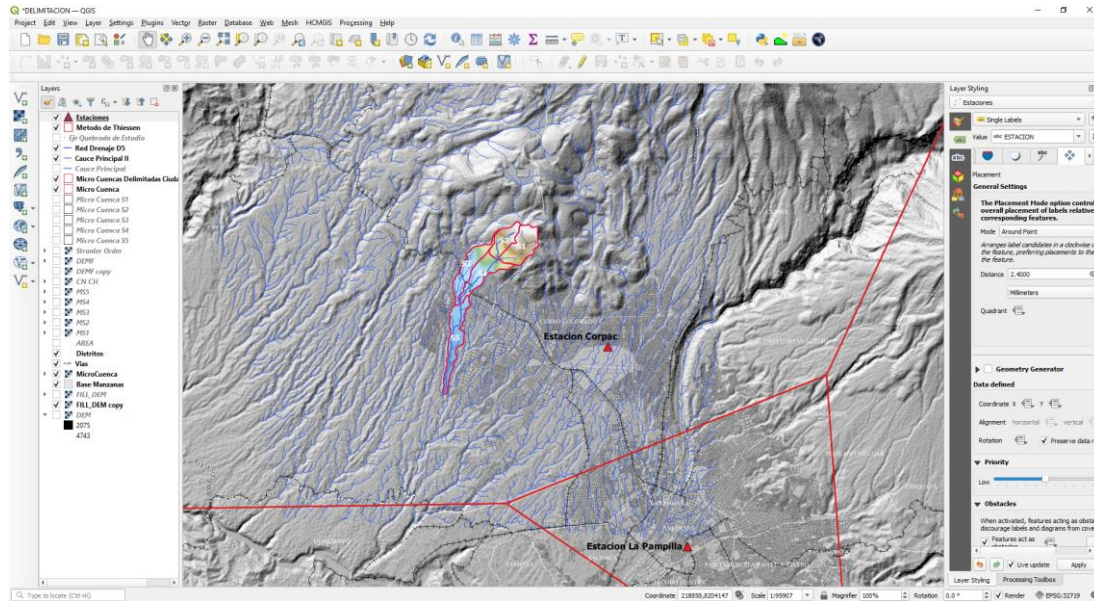 *DELIMITACION — QGIS
Project Edit View Layer Settings Plugins Vector Raster Database Web Mesh HCMGIS Processing Help
Layers
Estaciones
Metodo de Thiessen
Eje Quebrada de Estudio
Red Drenaje D5
Cauce Principal II
Cauce Principal
Micro Cuencas Delimitadas Ciuda
Micro Cuenca
Micro Cuenca S1
Micro Cuenca S2
Micro Cuenca S3
Micro Cuenca S4
Micro Cuenca S5
Stranler Order
DEMF
DEMF copy
CN CH
MS5
MS4
MS3
MS2
MS1
AREA
Distritos
Vias
MicroCuenca
Base Manzanas
FILL_DEM
FILL_DEM copy
DEM
2075
4743
S1
S5
CERRO COLORADO
Estacion Corpac
Estacion La Pampilla
Layer Styling
Estaciones
Single Labels
Value abc ESTACION
Placement
General Settings
The Placement Mode option control
overall placement of labels relative
corresponding features.
Mode Around Point
Arranges label candidates in a clockwise c
the feature, preferring placements to the
the feature.
Distance 2.4000
Millimeters
Quadrant
Geometry Generator
Data defined
Coordinate X Y
Alignment horizontal vertical
Rotation Preserve data r
Priority
Low
Obstacles
When activated, features acting as obsta
discourage labels and diagrams from cove
Features act as
obstacles
Live update Apply
Layer Styling Processing Toolbox
Type to locate (Ctrl+K)
Coordinate 218858,8204147 Scale 1:95907 Magnifier 100% Rotation 0.0 ° Render EPSG:32719